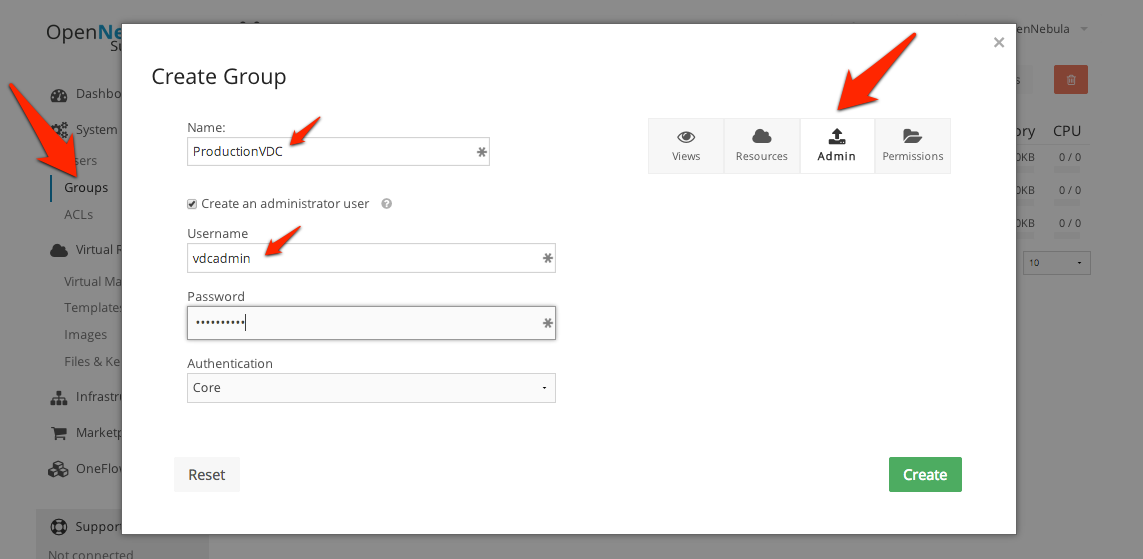 OpenNe
Su
enNebula
Create Group
Dashbo
System
sers
Groups
ACLs
Virtual R
Virtual Ma
Templates
Images
Files & Ke
Infrastru
Marketp
OneFlow
Support
Not connected
Name:
ProductionVDC
Create an administrator user
Username
vdcadmin
Password
••••••••••
Authentication
Core
Views
Resources
Admin
Permissions
ory CPU
0KB 0 / 0
0KB 0 / 0
0KB 0 / 0
10
Reset
Create